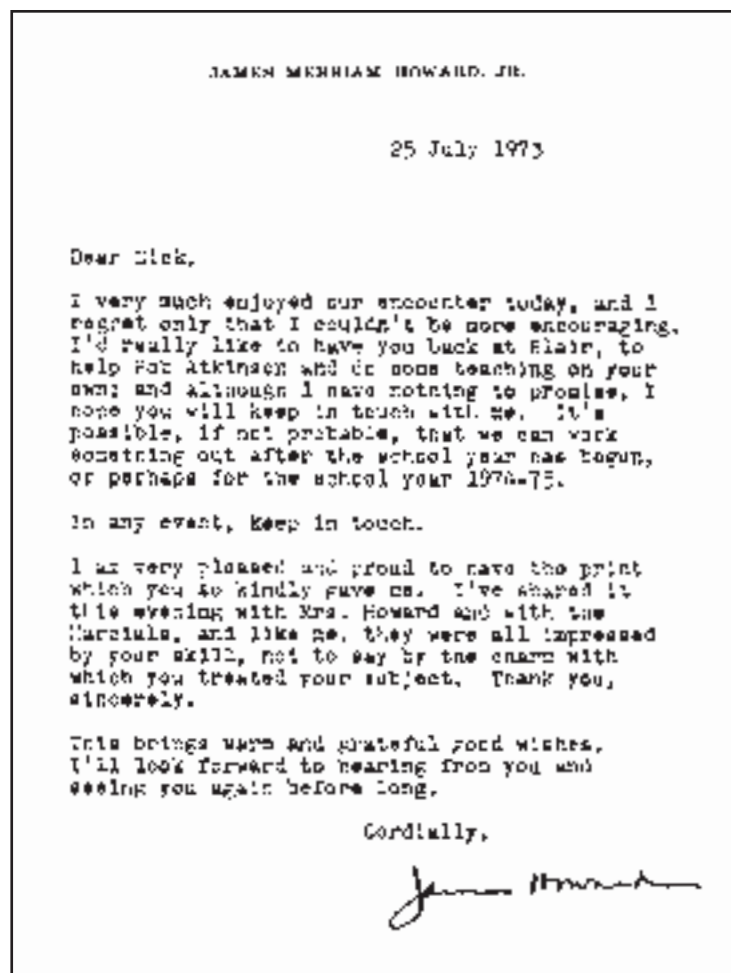 JAMES MERRIAM HOWARD, JR.
25 July 1973
Dear Dick,
I very much enjoyed our encounter today, and I
regret only that I couldn't be more encouraging.
I'd really like to have you back at Blair, to
help Bob Atkinson and do some teaching on your
own; and although I have nothing to promise, I
hope you will keep in touch with me. It's
possible, if not probable, that we can work
something out after the school year has begun,
or perhaps for the school year 1974-75.
In any event, keep in touch.
I am very pleased and proud to have the print
which you so kindly gave me. I've shared it
this evening with Mrs. Howard and with the
and like me, they were all impressed
by your skill, not to say by the charm with
which you treated your subject. Thank you,
sincerely.
This brings warm and grateful good wishes.
I'll look forward to hearing from you and
seeing you again before long.
Cordially,
James Howard